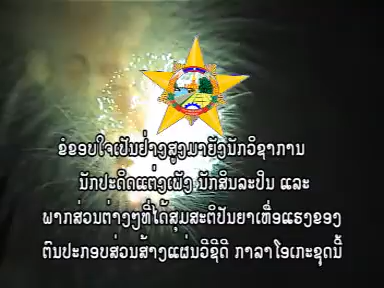 ຂໍຂອບໃຈເປັນຢ່າງສູງມາຍັງນັກວິຊາການ
ນັກປະດິດແຕ່ງເພັງ ນັກສິນລະປິນ ແລະ
ພາກສ່ວນຕ່າງໆທີ່ໄດ້ສຸມສະຕິປັນຍາເຫື່ອແຮງຂອງ
ຕົນປະກອບສ່ວນສ້າງແຜ່ນວີຊີດີ ກາລາໂອເກະຊຸດນີ້